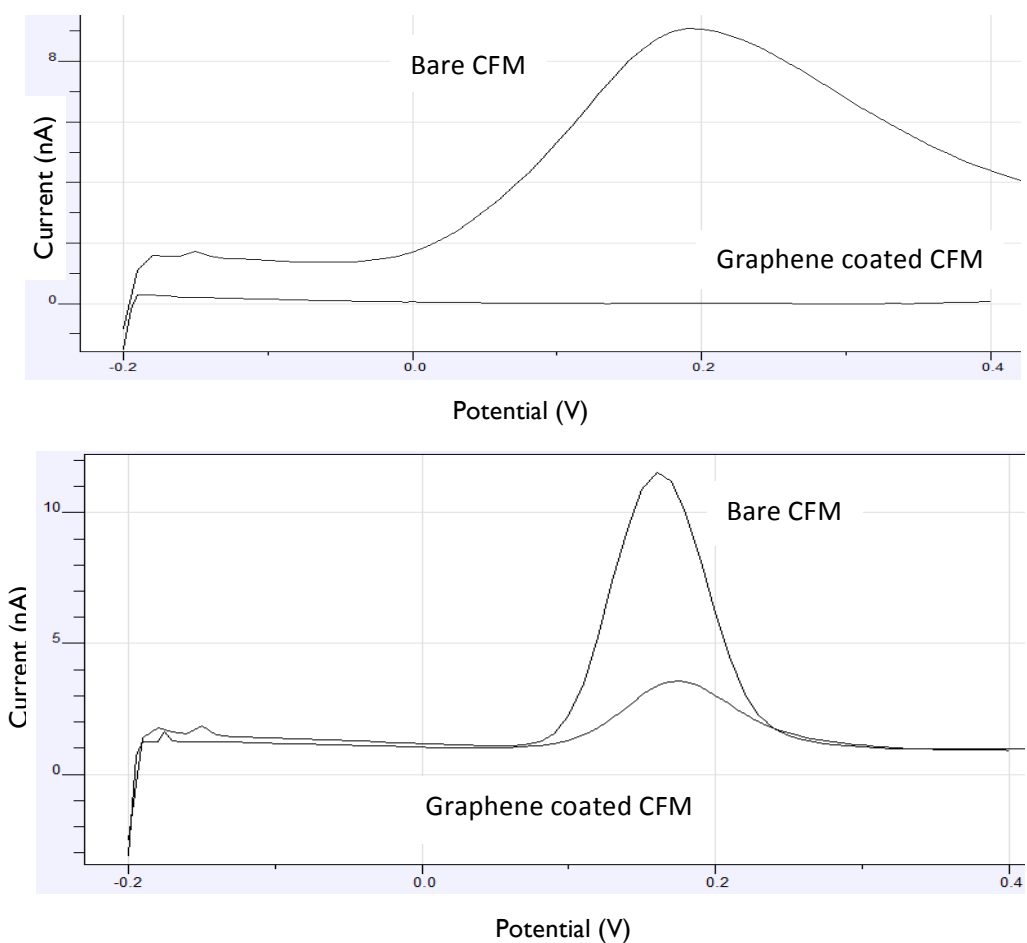 8
Bare CFM
Current (nA)
Graphene coated CFM
0
-0.2 0.0 0.2 0.4
Potential (V)
10
Bare CFM
5
Current (nA)
0
Graphene coated CFM
-0.2 0.0 0.2 0.4
Potential (V)